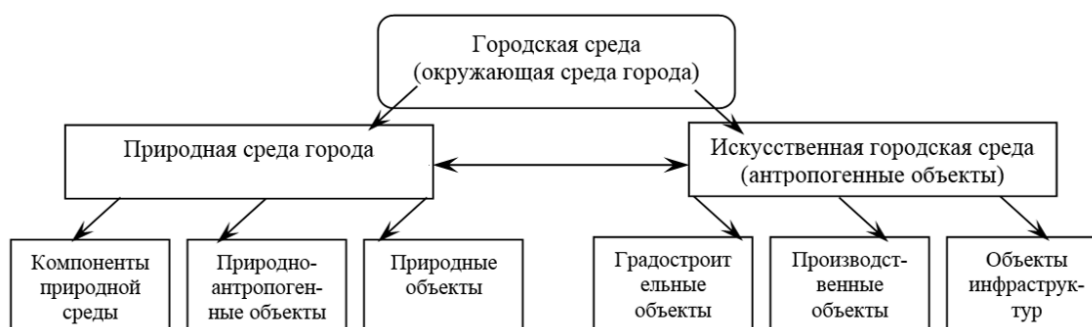 Городская среда
(окружающая среда города)
Природная среда города
Искусственная городская среда
(антропогенные объекты)
Компоненты
природной
среды
Природно-
антропоген-
ные объекты
Природные
объекты
Градостроит
ельные
объекты
Производст-
венные
объекты
Объекты
инфраструк-
тур